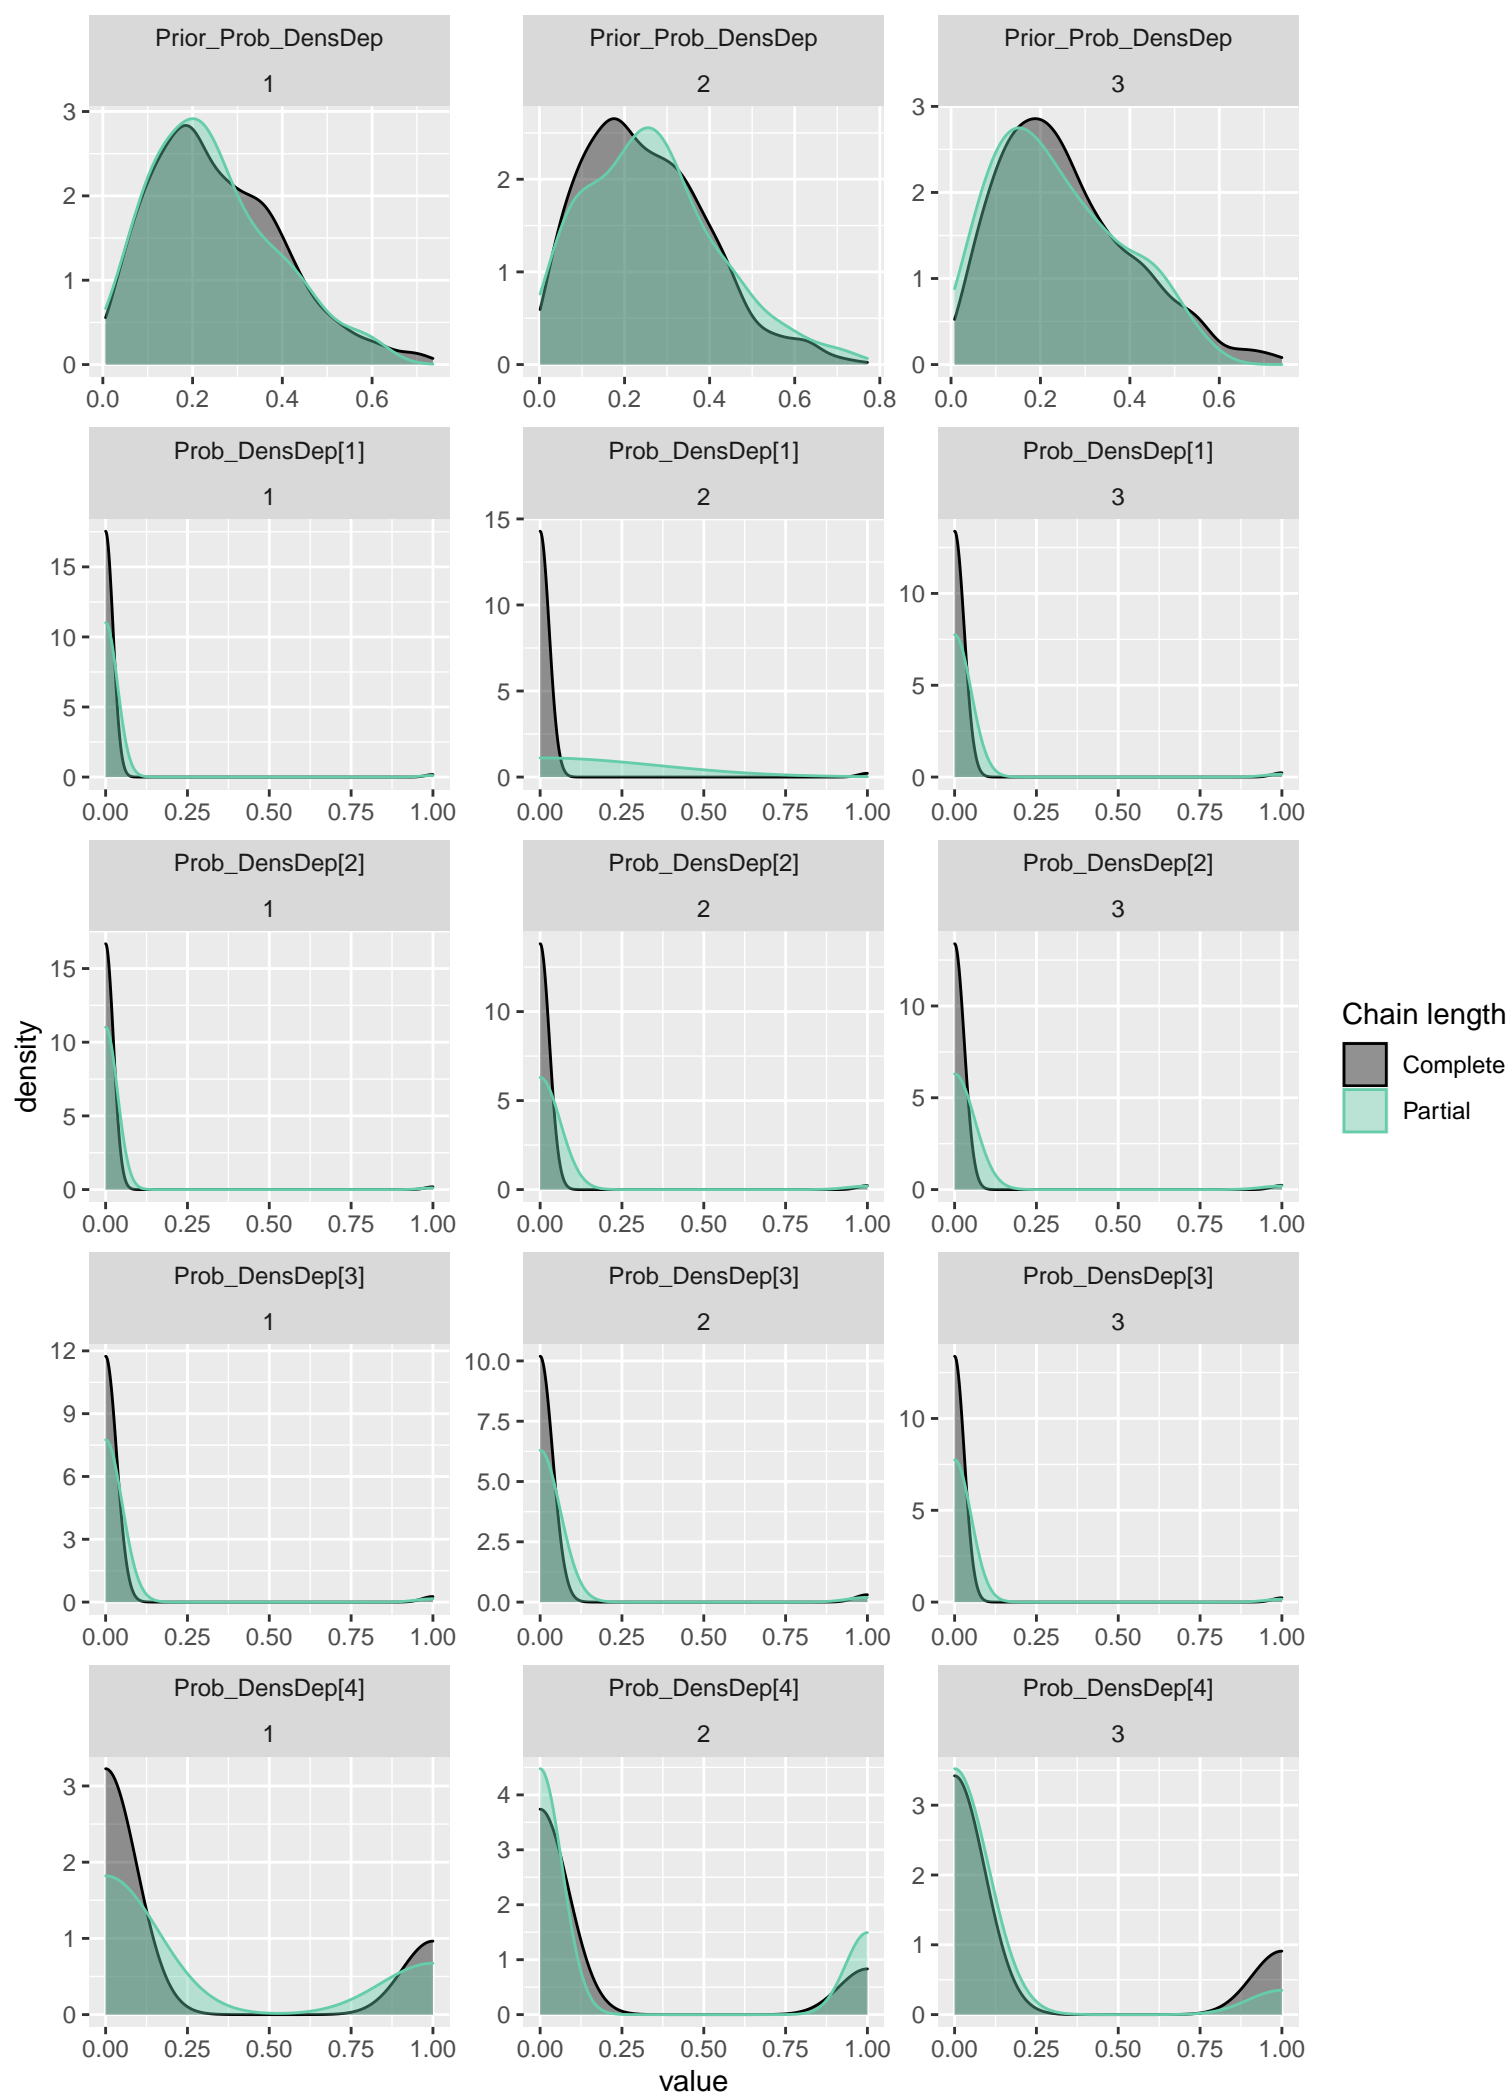 Prior_Prob_DensDep Prior_Prob_DensDep Prior_Prob_DensDep
1 2 3
3
2
1
0
0.0 0.2 0.4 0.6
2
1
0
0.0 0.2 0.4 0.6 0.8
3
2
1
0
0.0 0.2 0.4 0.6
Prob_DensDep[1] Prob_DensDep[1] Prob_DensDep[1]
1 2 3
15
10
5
0
0.00 0.25 0.50 0.75 1.00
15
10
5
0
0.00 0.25 0.50 0.75 1.00
10
5
0
0.00 0.25 0.50 0.75 1.00
Prob_DensDep[2] Prob_DensDep[2] Prob_DensDep[2]
1 2 3
15
10
5
0
0.00 0.25 0.50 0.75 1.00
10
5
0
0.00 0.25 0.50 0.75 1.00
10
5
0
0.00 0.25 0.50 0.75 1.00
Prob_DensDep[3] Prob_DensDep[3] Prob_DensDep[3]
1 2 3
12
9
6
3
0
0.00 0.25 0.50 0.75 1.00
10.0
7.5
5.0
2.5
0.0
0.00 0.25 0.50 0.75 1.00
10
5
0
0.00 0.25 0.50 0.75 1.00
Prob_DensDep[4] Prob_DensDep[4] Prob_DensDep[4]
1 2 3
3
2
1
0
0.00 0.25 0.50 0.75 1.00
4
3
2
1
0
0.00 0.25 0.50 0.75 1.00
3
2
1
0
0.00 0.25 0.50 0.75 1.00
density
value
Chain length
Complete
Partial